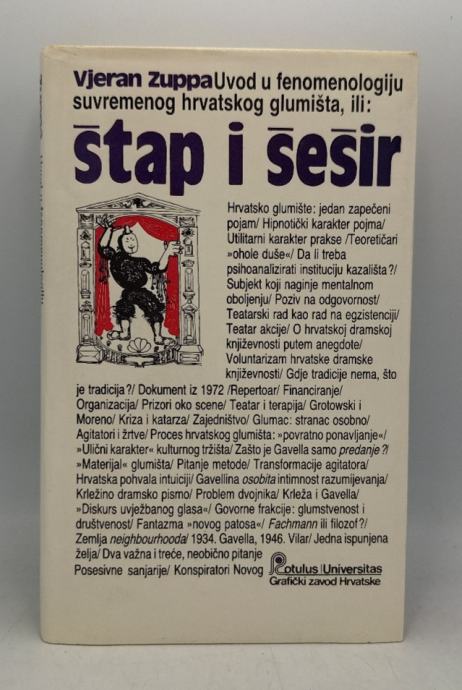 Vjeran Zuppa Uvod u fenomenologiju
suvremenog hrvatskog glumišta, ili:
štap i šešir
Hrvatsko glumište: jedan zapečeni
pojam/ Hipnotički karakter pojma/
Utilitarni karakter prakse /Teoretičari
»ohole duše«/ Da li treba
psihoanalizirati instituciju kazališta?/
Subjekt koji naginje mentalnom
oboljenju/ Poziv na odgovornost/
Teatarski rad kao rad na egzistenciji/
Teatar akcije/ O hrvatskoj dramskoj
književnosti putem anegdote/
Voluntarizam hrvatske dramske
književnosti/ Gdje tradicije nema, što
je tradicija?/ Dokument iz 1972 /Repertoar/ Financiranje/
Organizacija/ Prizori oko scene/ Teatar i terapija/ Grotowski i
Moreno/ Kriza i katarza/ Zajedništvo/ Glumac: stranac osobno/
Agitatori i žrtve/ Proces hrvatskog glumišta: »povratno ponavljanje«/
»Ulični karakter« kulturnog tržišta/ Zašto je Gavella samo predanje?/
»Materijal« glumišta/ Pitanje metode/ Transformacije agitatora/
Hrvatska pohvala intuiciji/ Gavellina osobita intimnost razumijevanja/
Krležino dramsko pismo/ Problem dvojnika/ Krleža i Gavella/
»Diskurs uvježbanog glasa«/ Govorne frakcije: glumstvenost i
društvenost/ Fantazma »novog patosa«/ Fachmann ili filozof?/
Zemlja neighbourhooda/ 1934. Gavella, 1946. Vilar/ Jedna ispunjena
želja/ Dva važna i treće, neobično pitanje
Posesivne sanjarije/ Konspiratori Novog
Potulus Universitas
Grafički zavod Hrvatske